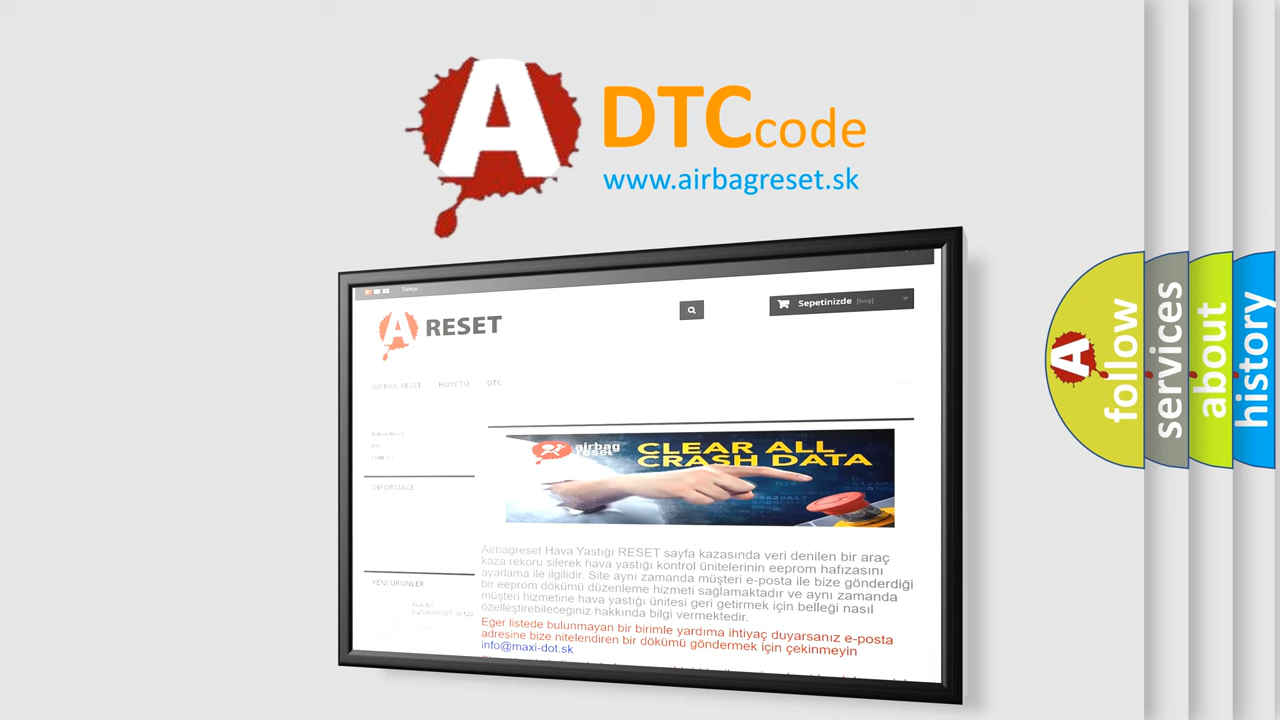 A DTC code
www.airbagreset.sk
Türkçe
A RESET
Sepetinizde
AIRBAG RESET HOW TO DTC
INFORMACE
airbag
reset
CLEAR ALL
CRASH DATA
Airbagreset Hava Yastığı RESET sayfa kazasında veri denilen bir araç
kaza rekoru silerek hava yastığı kontrol ünitelerinin eeprom hafızasını
ayarlama ile ilgilidir. Site aynı zamanda müşteri e-posta ile bize gönderdiği
bir eeprom dökümü düzenleme hizmeti sağlamaktadır ve aynı zamanda
müşteri hizmetine hava yastığı ünitesi geri getirmek için belleği nasıl
özelleştirebileceğiniz hakkında bilgi vermektedir.
Eğer listede bulunmayan bir birimle yardıma ihtiyaç duyarsanız e-posta
adresine bize nitelendiren bir dökümü göndermek için çekinmeyin
info@maxi-dot.sk
YENİ ÜRÜNLER
A
follow
services
about
history